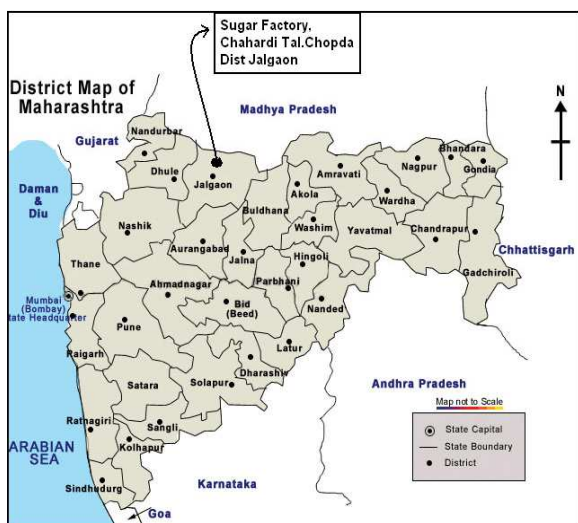 Sugar Factory,
Chahardi Tal.Chopda
Dist Jalgaon
District Map of
Maharashtra
Madhya Pradesh
N
Gujarat
Nandurbar
Daman
&
Diu
Dhule
Jalgaon
Buldhana
Akola
Amravati
Nagpur
Bhandara
Gondia
Wardha
Washim
Yavatmal
Chandrapur
Chhattisgarh
Gadchiroli
Nashik
Aurangabad
Jalna
Hingoli
Parbhani
Thane
Ahmadnagar
Mumbai
(Bombay)
State Headquarter
Bid
(Beed)
Nanded
Pune
Raigarh
Latur
Dharashiv
Satara
Solapur
Andhra Pradesh
Map not to Scale
State Capital
State Boundary
District
Ratnagiri
Sangli
Kolhapur
ARABIAN
SEA
Karnataka
Sindhudurg
Goa